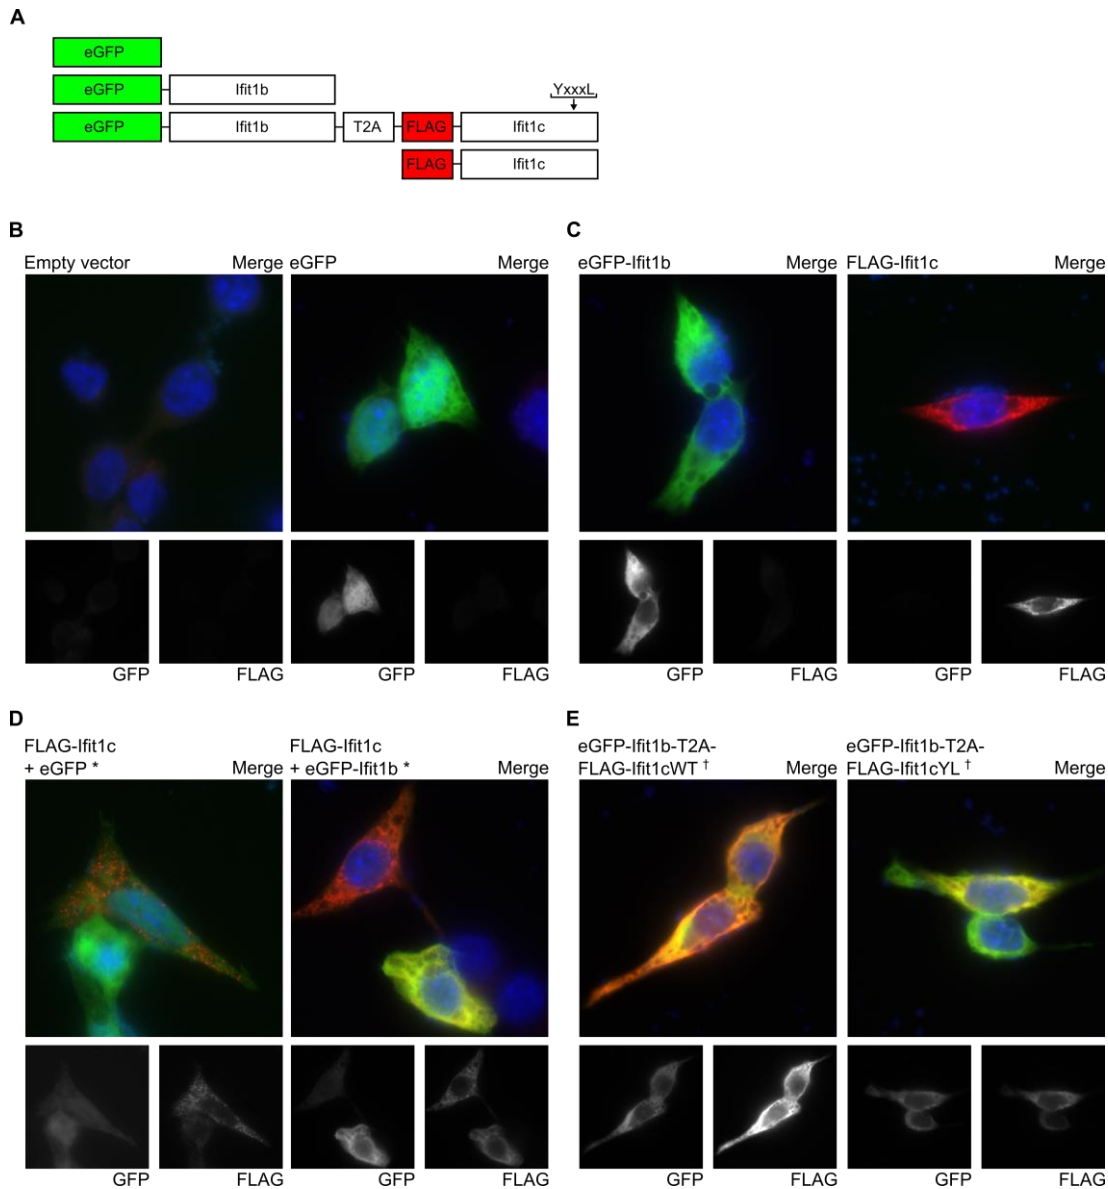 A
eGFP
eGFP Ifit1b YxxxL
eGFP Ifit1b T2A FLAG Ifit1c
FLAG Ifit1c
B
Empty vector Merge eGFP Merge
GFP FLAG GFP FLAG
C
eGFP-Ifit1b Merge FLAG-Ifit1c Merge
GFP FLAG GFP FLAG
D
FLAG-Ifit1c FLAG-Ifit1c
+ eGFP * Merge + eGFP-Ifit1b * Merge
GFP FLAG GFP FLAG
E
eGFP-Ifit1b-T2A- eGFP-Ifit1b-T2A-
FLAG-Ifit1cWT † Merge FLAG-Ifit1cYL † Merge
GFP FLAG GFP FLAG